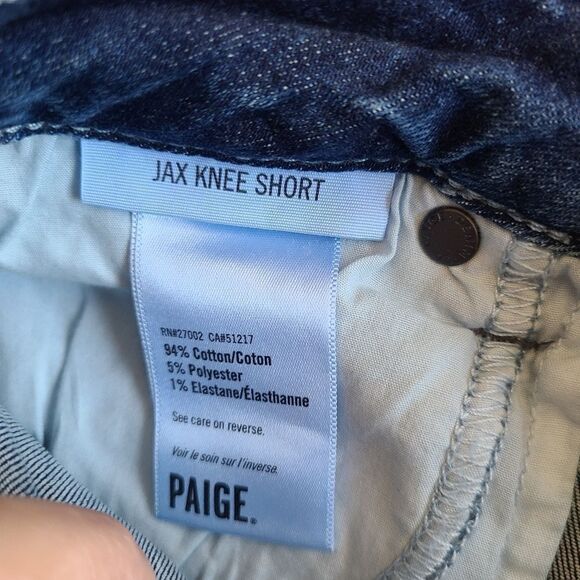 JAX KNEE SHORT
RN#27002 CA#51217
94% Cotton/Coton
5% Polyester
1% Elastane/Élasthanne
See care on reverse.
Voir le soin sur l'inverse.
PAIGE.